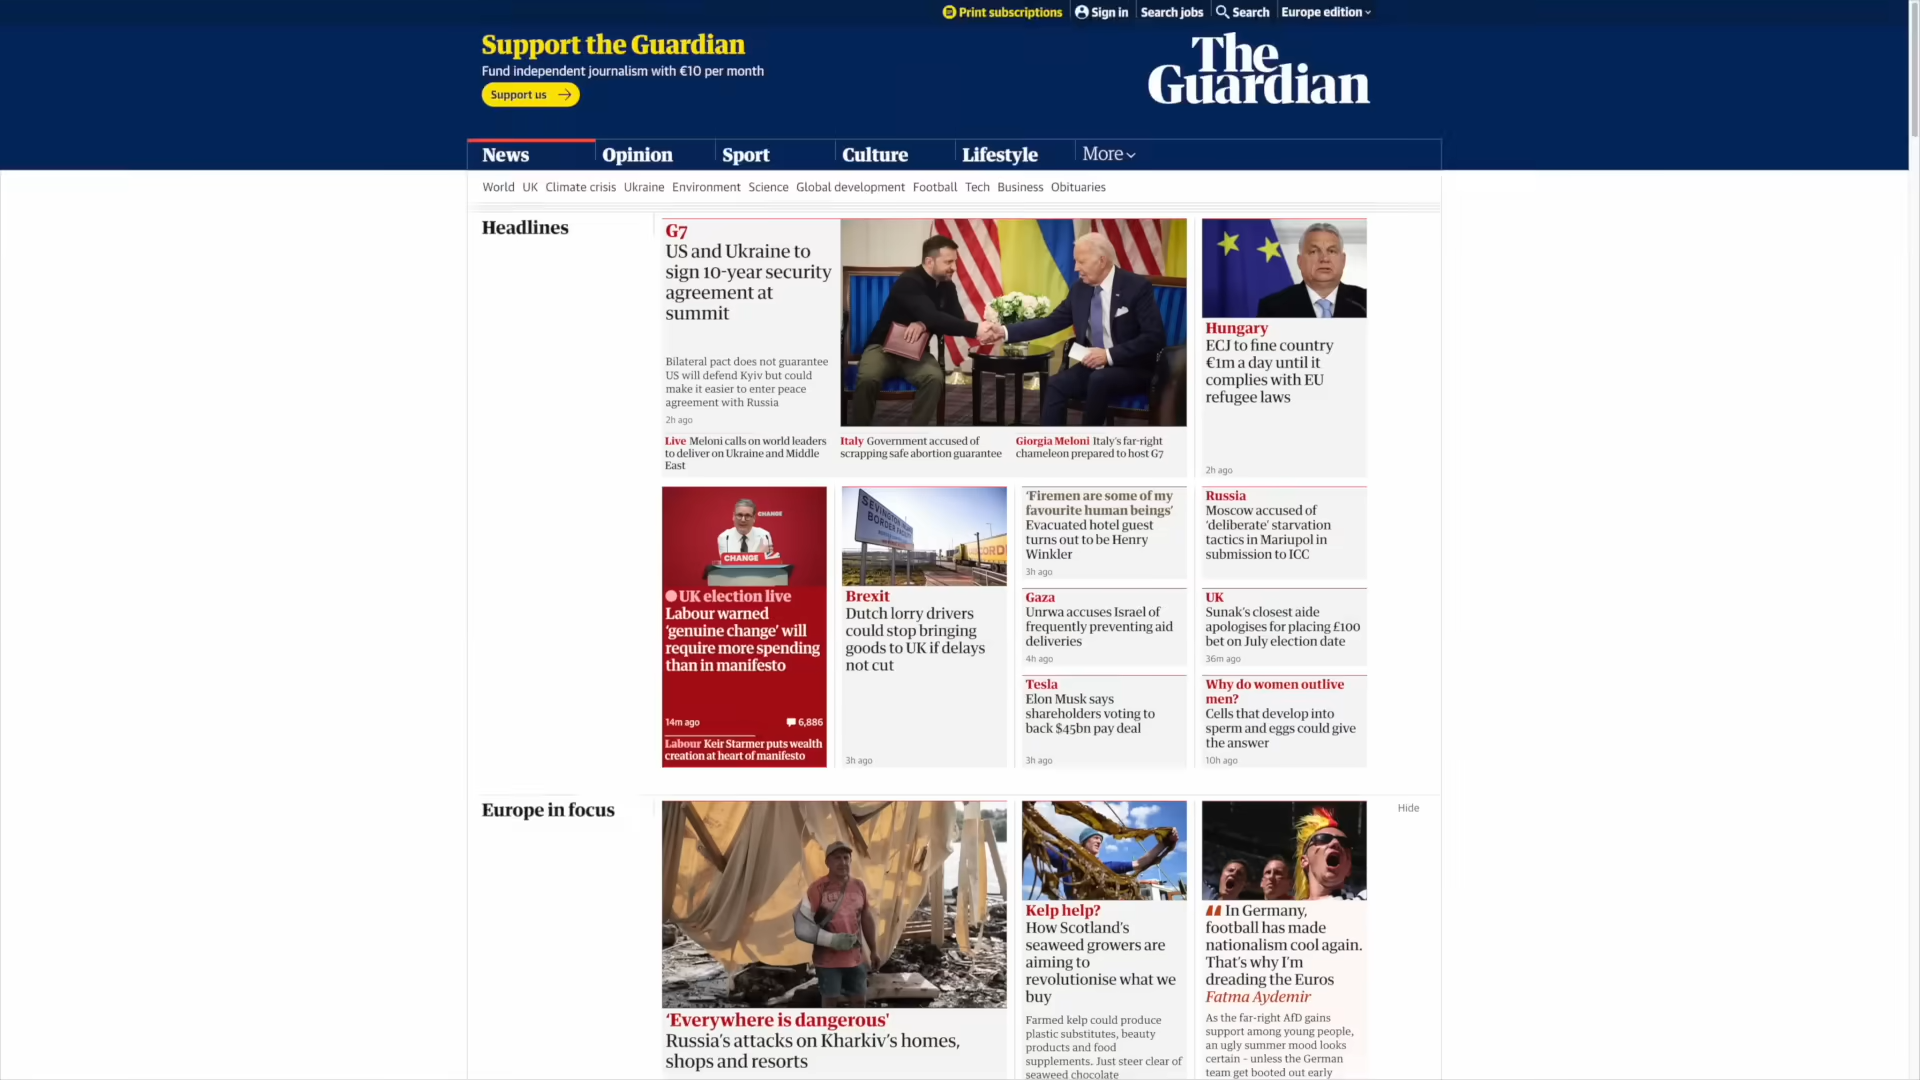 Print subscriptions
Sign in
Search jobs
Search
Europe edition
Support the Guardian
Fund independent journalism with €10 per month
Support us
The
Guardian
News
Opinion
Sport
Culture
Lifestyle
More
World
UK
Climate crisis
Ukraine
Environment
Science
Global development
Football
Tech
Business
Obituaries
Headlines
G7
US and Ukraine to
sign 10-year security
agreement at
summit
Bilateral pact does not guarantee
US will defend Kyiv but could
make it easier to enter peace
agreement with Russia
2h ago
Live Meloni calls on world leaders
to deliver on Ukraine and Middle
East
Italy Government accused of
scrapping safe abortion guarantee
Giorgia Meloni Italy's far-right
chameleon prepared to host G7
Hungary
ECJ to fine country
€1m a day until it
complies with EU
refugee laws
2h ago
CHANGE
CHANGE
UK election live
Labour warned
‘genuine change’ will
require more spending
than in manifesto
14m ago
6,886
Labour Keir Starmer puts wealth
creation at heart of manifesto
SEVINGTON
BORDER
Brexit
Dutch lorry drivers
could stop bringing
goods to UK if delays
not cut
3h ago
‘Firemen are some of my
favourite human beings’
Evacuated hotel guest
turns out to be Henry
Winkler
3h ago
Gaza
Unrwa accuses Israel of
frequently preventing aid
deliveries
4h ago
Tesla
Elon Musk says
shareholders voting to
back $45bn pay deal
3h ago
Russia
Moscow accused of
‘deliberate’ starvation
tactics in Mariupol in
submission to ICC
UK
Sunak’s closest aide
apologises for placing £100
bet on July election date
36m ago
Why do women outlive
men?
Cells that develop into
sperm and eggs could give
the answer
10h ago
Europe in focus
Hide
‘Everywhere is dangerous’
Russia’s attacks on Kharkiv’s homes,
shops and resorts
Kelp help?
How Scotland’s
seaweed growers are
aiming to
revolutionise what we
buy
Farmed kelp could produce
plastic substitutes, beauty
products and food
supplements. Just steer clear of
seaweed chocolate
In Germany,
football has made
nationalism cool again.
That’s why I’m
dreading the Euros
Fatma Aydemir
As the far-right AfD gains
support among young people,
an ugly summer mood looks
certain – unless the German
team get booted out early